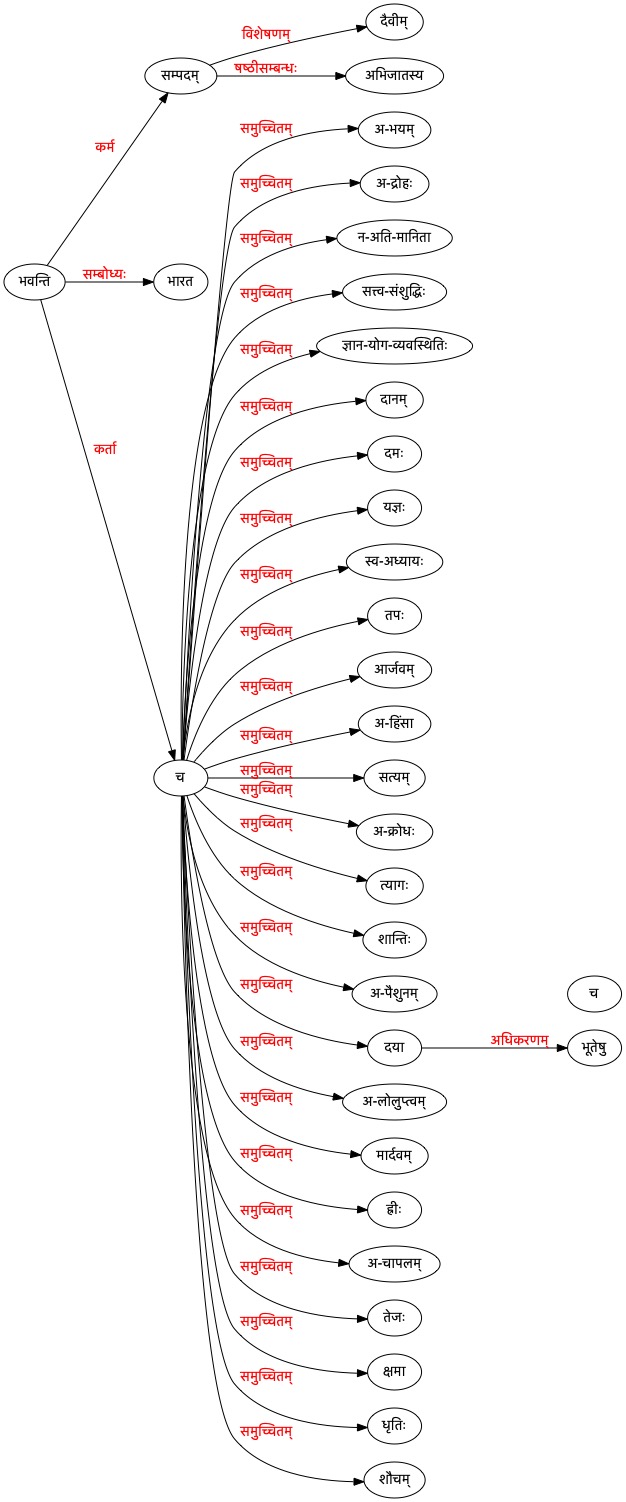 दैवीम्
विशेषणम्
सम्पदम्
षष्ठीसम्बन्धः
अभिजातस्य
समुच्चितम्
अ-भयम्
कर्म
समुच्चितम्
अ-द्रोहः
समुच्चितम्
न-अति-मानिता
भवन्ति
सम्बोध्यः
भारत
समुच्चितम्
सत्त्व-संशुद्धिः
समुच्चितम्
ज्ञान-योग-व्यवस्थितिः
समुच्चितम्
दानम्
कर्ता
समुच्चितम्
दमः
समुच्चितम्
यज्ञः
समुच्चितम्
स्व-अध्यायः
समुच्चितम्
तपः
समुच्चितम्
आर्जवम्
समुच्चितम्
अ-हिंसा
च
समुच्चितम्
सत्यम्
समुच्चितम्
अ-क्रोधः
समुच्चितम्
त्यागः
समुच्चितम्
शान्तिः
समुच्चितम्
अ-पैशुनम्
च
समुच्चितम्
दया
अधिकरणम्
भूतेषु
समुच्चितम्
अ-लोलुप्त्वम्
समुच्चितम्
मार्दवम्
समुच्चितम्
ह्रीः
समुच्चितम्
अ-चापलम्
समुच्चितम्
तेजः
समुच्चितम्
क्षमा
समुच्चितम्
धृतिः
समुच्चितम्
शौचम्